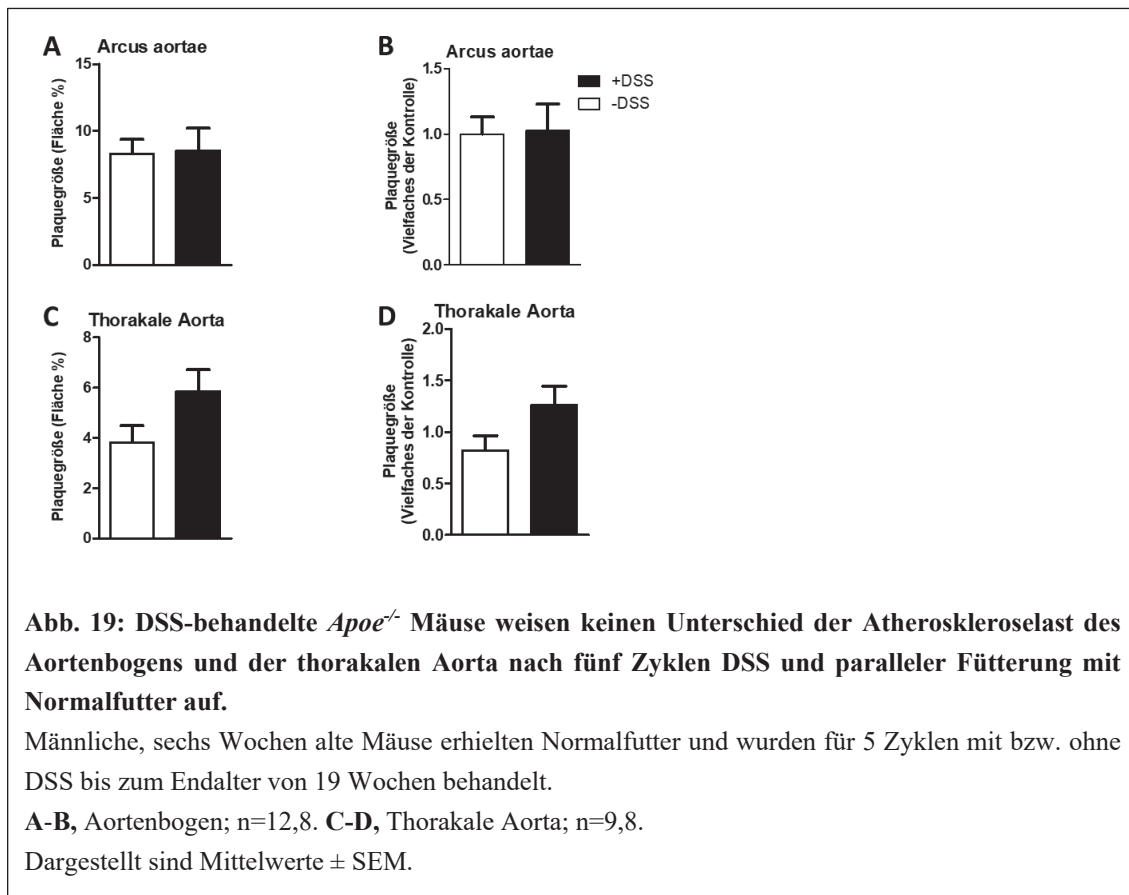 A
Arcus aortae
Plaquegröße (Fläche %)
15
10
5
0
B
Arcus aortae
Plaquegröße
(Vielfaches der Kontrolle)
1.5
1.0
0.5
0.0
+DSS
-DSS
C
Thorakale Aorta
Plaquegröße (Fläche %)
8
6
4
2
0
D
Thorakale Aorta
Plaquegröße
(Vielfaches der Kontrolle)
2.0
1.5
1.0
0.5
0.0
Abb. 19: DSS-behandelte Apoe-/- Mäuse weisen keinen Unterschied der Atheroskleroselast des
Aortenbogens und der thorakalen Aorta nach fünf Zyklen DSS und paralleler Fütterung mit
Normalfutter auf.
Männliche, sechs Wochen alte Mäuse erhielten Normalfutter und wurden für 5 Zyklen mit bzw. ohne
DSS bis zum Endalter von 19 Wochen behandelt.
A-B, Aortenbogen; n=12,8. C-D, Thorakale Aorta; n=9,8.
Dargestellt sind Mittelwerte ± SEM.